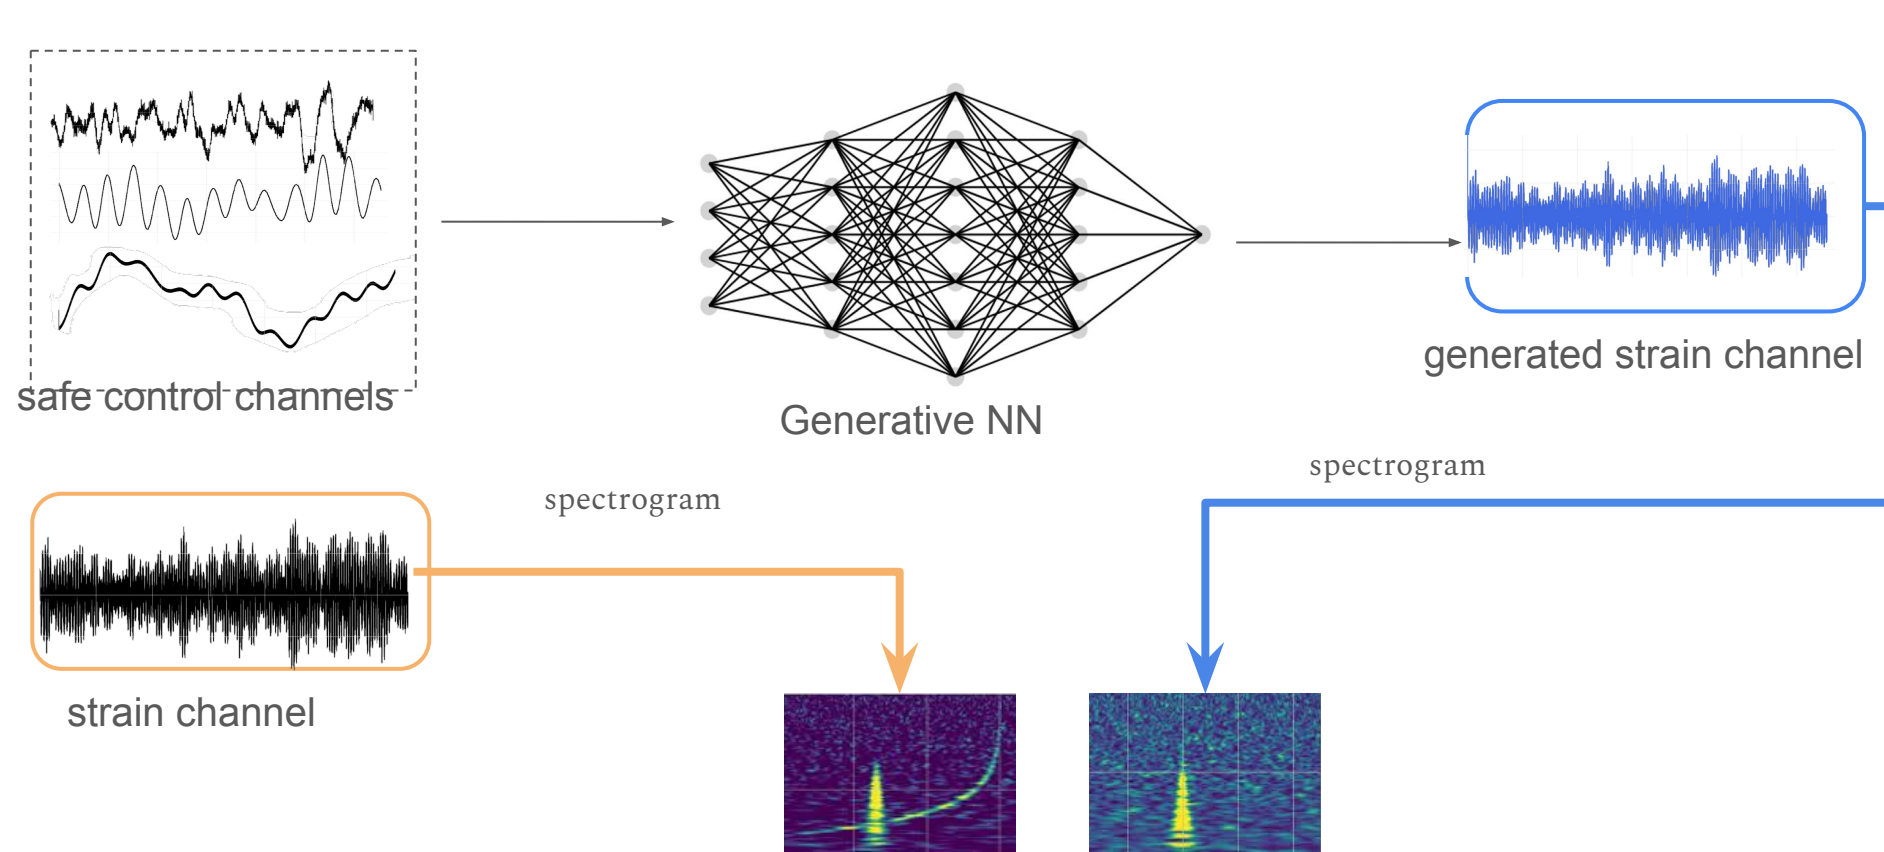 safe control channels
Generative NN
generated strain channel
spectrogram
spectrogram
strain channel